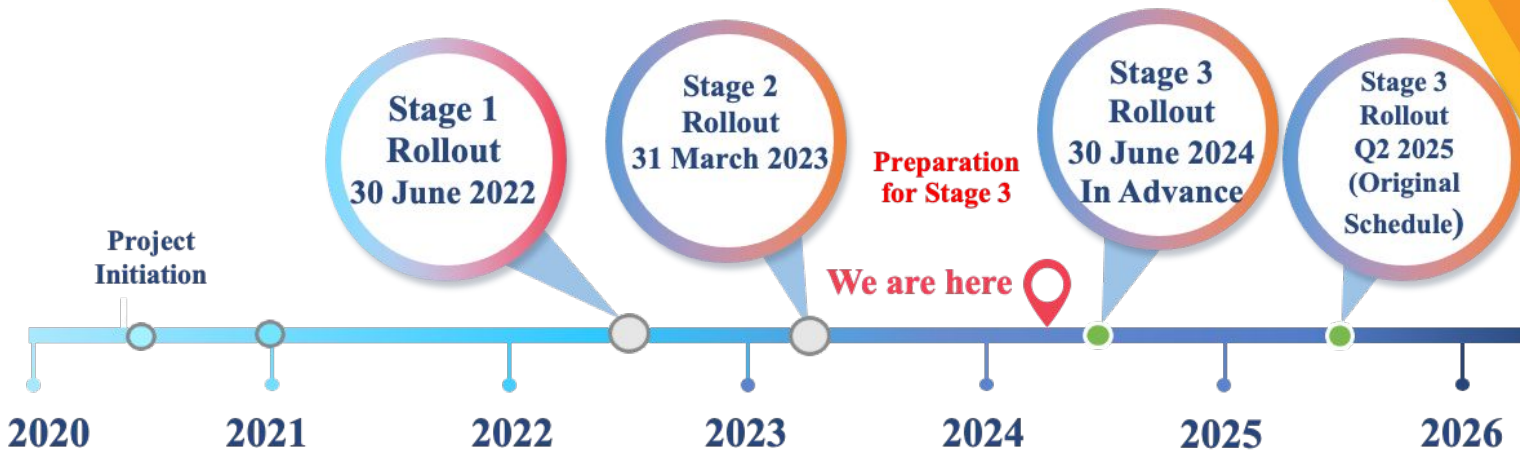 Project
Initiation
Stage 1
Rollout
30 June 2022
Stage 2
Rollout
31 March 2023
Preparation
for Stage 3
We are here
Stage 3
Rollout
30 June 2024
In Advance
Stage 3
Rollout
Q2 2025
(Original
Schedule)
2020
2021
2022
2023
2024
2025
2026